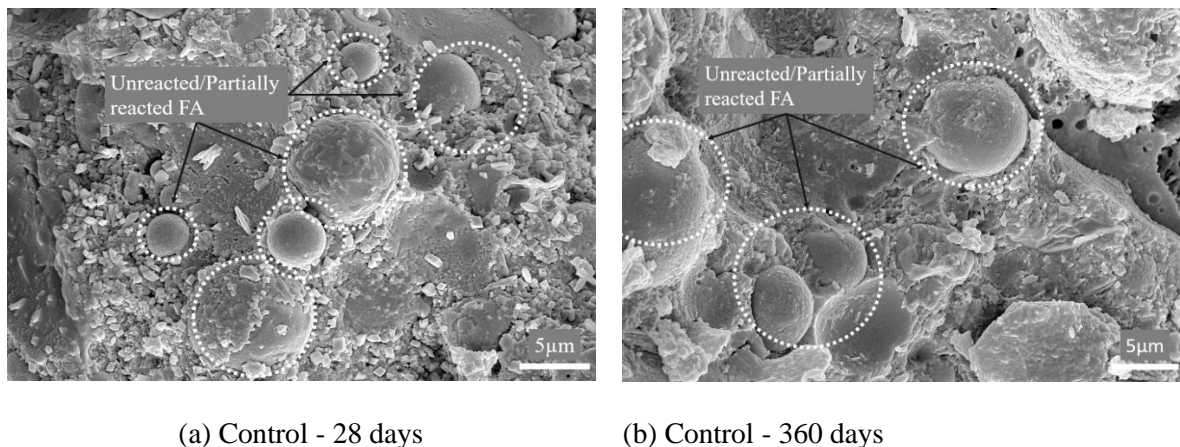 Unreacted/Partially
reacted FA
5µm
Unreacted/Partially
reacted FA
5µm
(a) Control - 28 days
(b) Control - 360 days